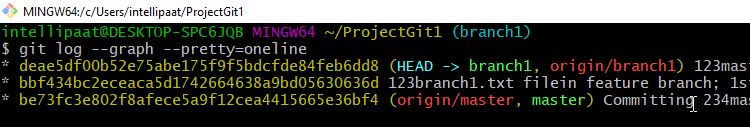 MINGW64:/c/Users/intellipaat/ProjectGit1
intellipaat@DESKTOP-SPC6JQB MINGW64 ~/ProjectGit1 (branch1)
$ git log --graph --pretty=oneline
* deae5df00b52e75abe175f9f5bdcfde84feb6dd8 (HEAD -> branch1, origin/branch1) 123mas
* bbf434bc2eceaca5d1742664638a9bd05630636d 123branch1.txt filein feature branch; 1s
* be73fc3e802f8afece5a9f12cea4415665e36bf4 (origin/master, master) Committing 234mas